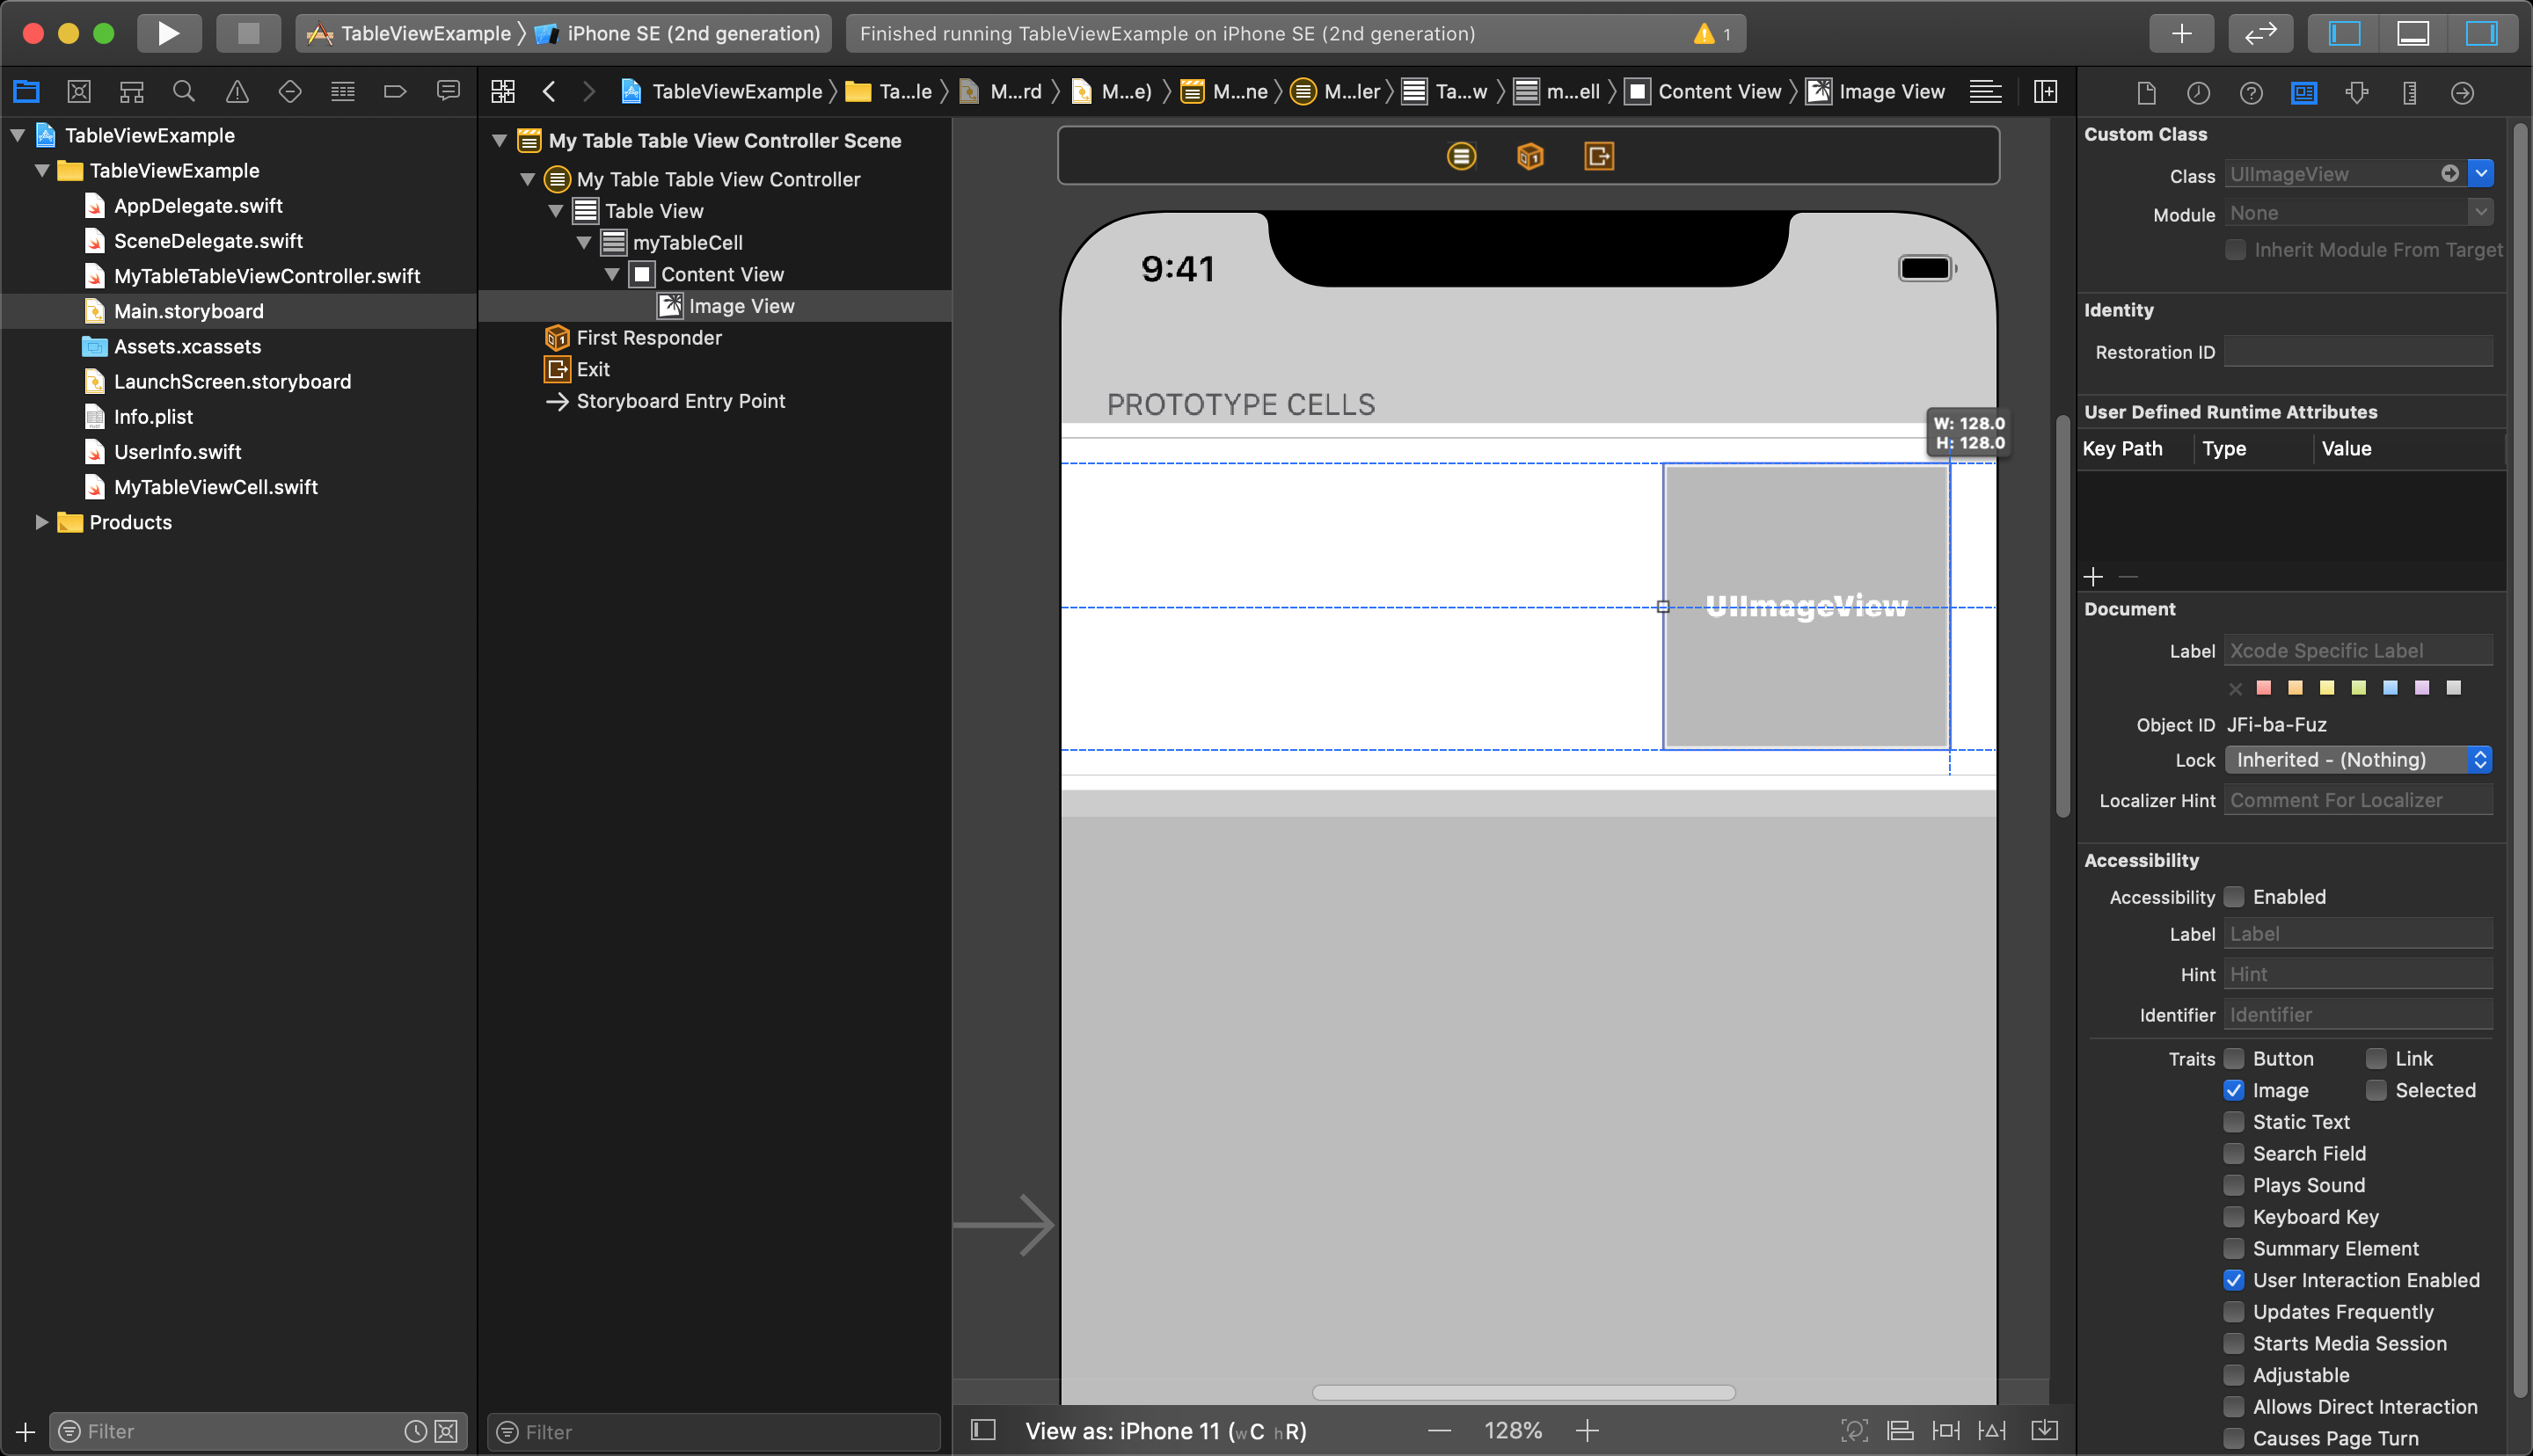 TableViewExample
iPhone SE (2nd generation)
Finished running TableViewExample on iPhone SE (2nd generation)
1
TableViewExample
Ta...le
M...rd
M...e)
M...ne
M...ler
Ta...w
m...ell
Content View
Image View
TableViewExample
TableViewExample
AppDelegate.swift
SceneDelegate.swift
MyTableTableViewController.swift
Main.storyboard
Assets.xcassets
LaunchScreen.storyboard
Info.plist
UserInfo.swift
MyTableViewCell.swift
Products
Filter
My Table Table View Controller Scene
My Table Table View Controller
Table View
myTableCell
Content View
Image View
First Responder
Exit
Storyboard Entry Point
Filter
9:41
PROTOTYPE CELLS
W: 128.0
H: 128.0
UIImageView
View as: iPhone 11 (wC hR)
128%
Custom Class
Class UIImageView
Module None
Inherit Module From Target
Identity
Restoration ID
User Defined Runtime Attributes
Key Path Type Value
Document
Label Xcode Specific Label
Object ID JFi-ba-Fuz
Lock Inherited - (Nothing)
Localizer Hint Comment For Localizer
Accessibility
Accessibility Enabled
Label Label
Hint Hint
Identifier Identifier
Traits Button Link
Image Selected
Static Text
Search Field
Plays Sound
Keyboard Key
Summary Element
User Interaction Enabled
Updates Frequently
Starts Media Session
Adjustable
Allows Direct Interaction
Causes Page Turn